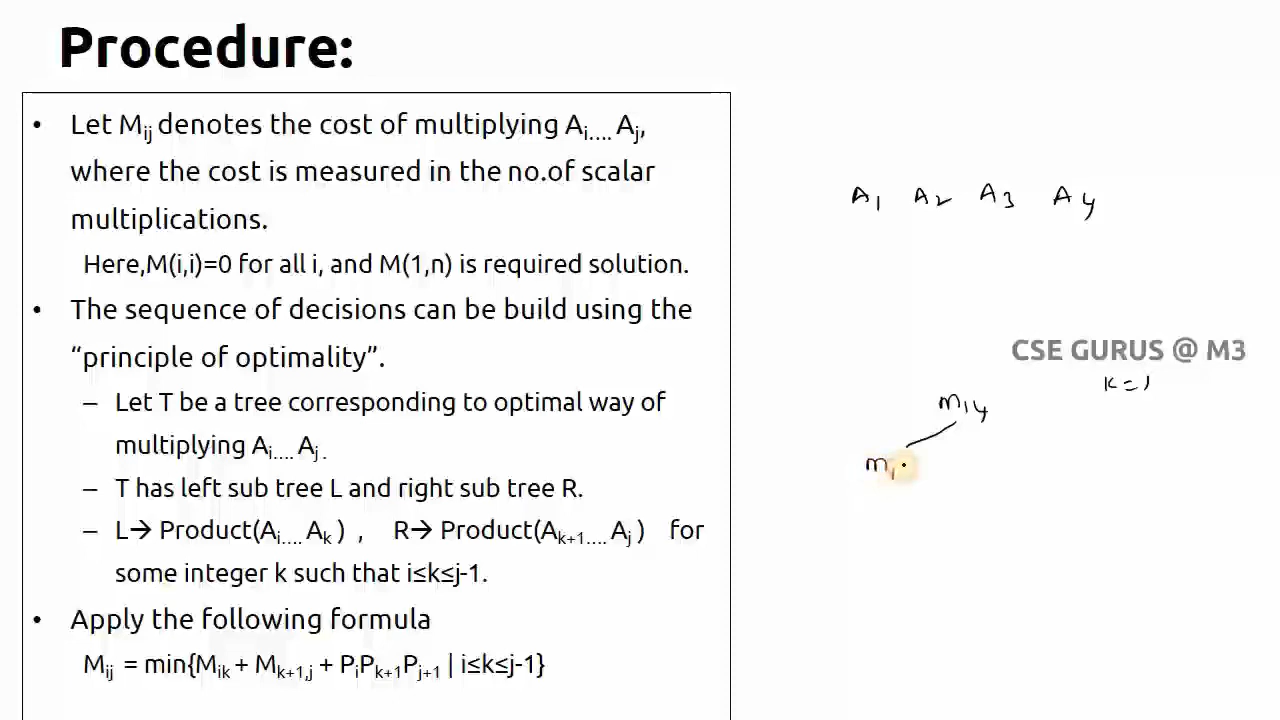 Procedure:
• Let Mij denotes the cost of multiplying Ai.... Aj,
where the cost is measured in the no.of scalar
multiplications.
Here,M(i,i)=0 for all i, and M(1,n) is required solution.
• The sequence of decisions can be build using the
“principle of optimality”.
– Let T be a tree corresponding to optimal way of
multiplying Ai.... Aj .
– T has left sub tree L and right sub tree R.
– L→ Product(Ai.... Ak ) , R→ Product(Ak+1.... Aj ) for
some integer k such that i≤k≤j-1.
• Apply the following formula
Mij = min{Mik + Mk+1,j + PiPk+1Pj+1 | i≤k≤j-1}
A1 A2 A3 A4
CSE GURUS @ M3
k=1
m14
m1